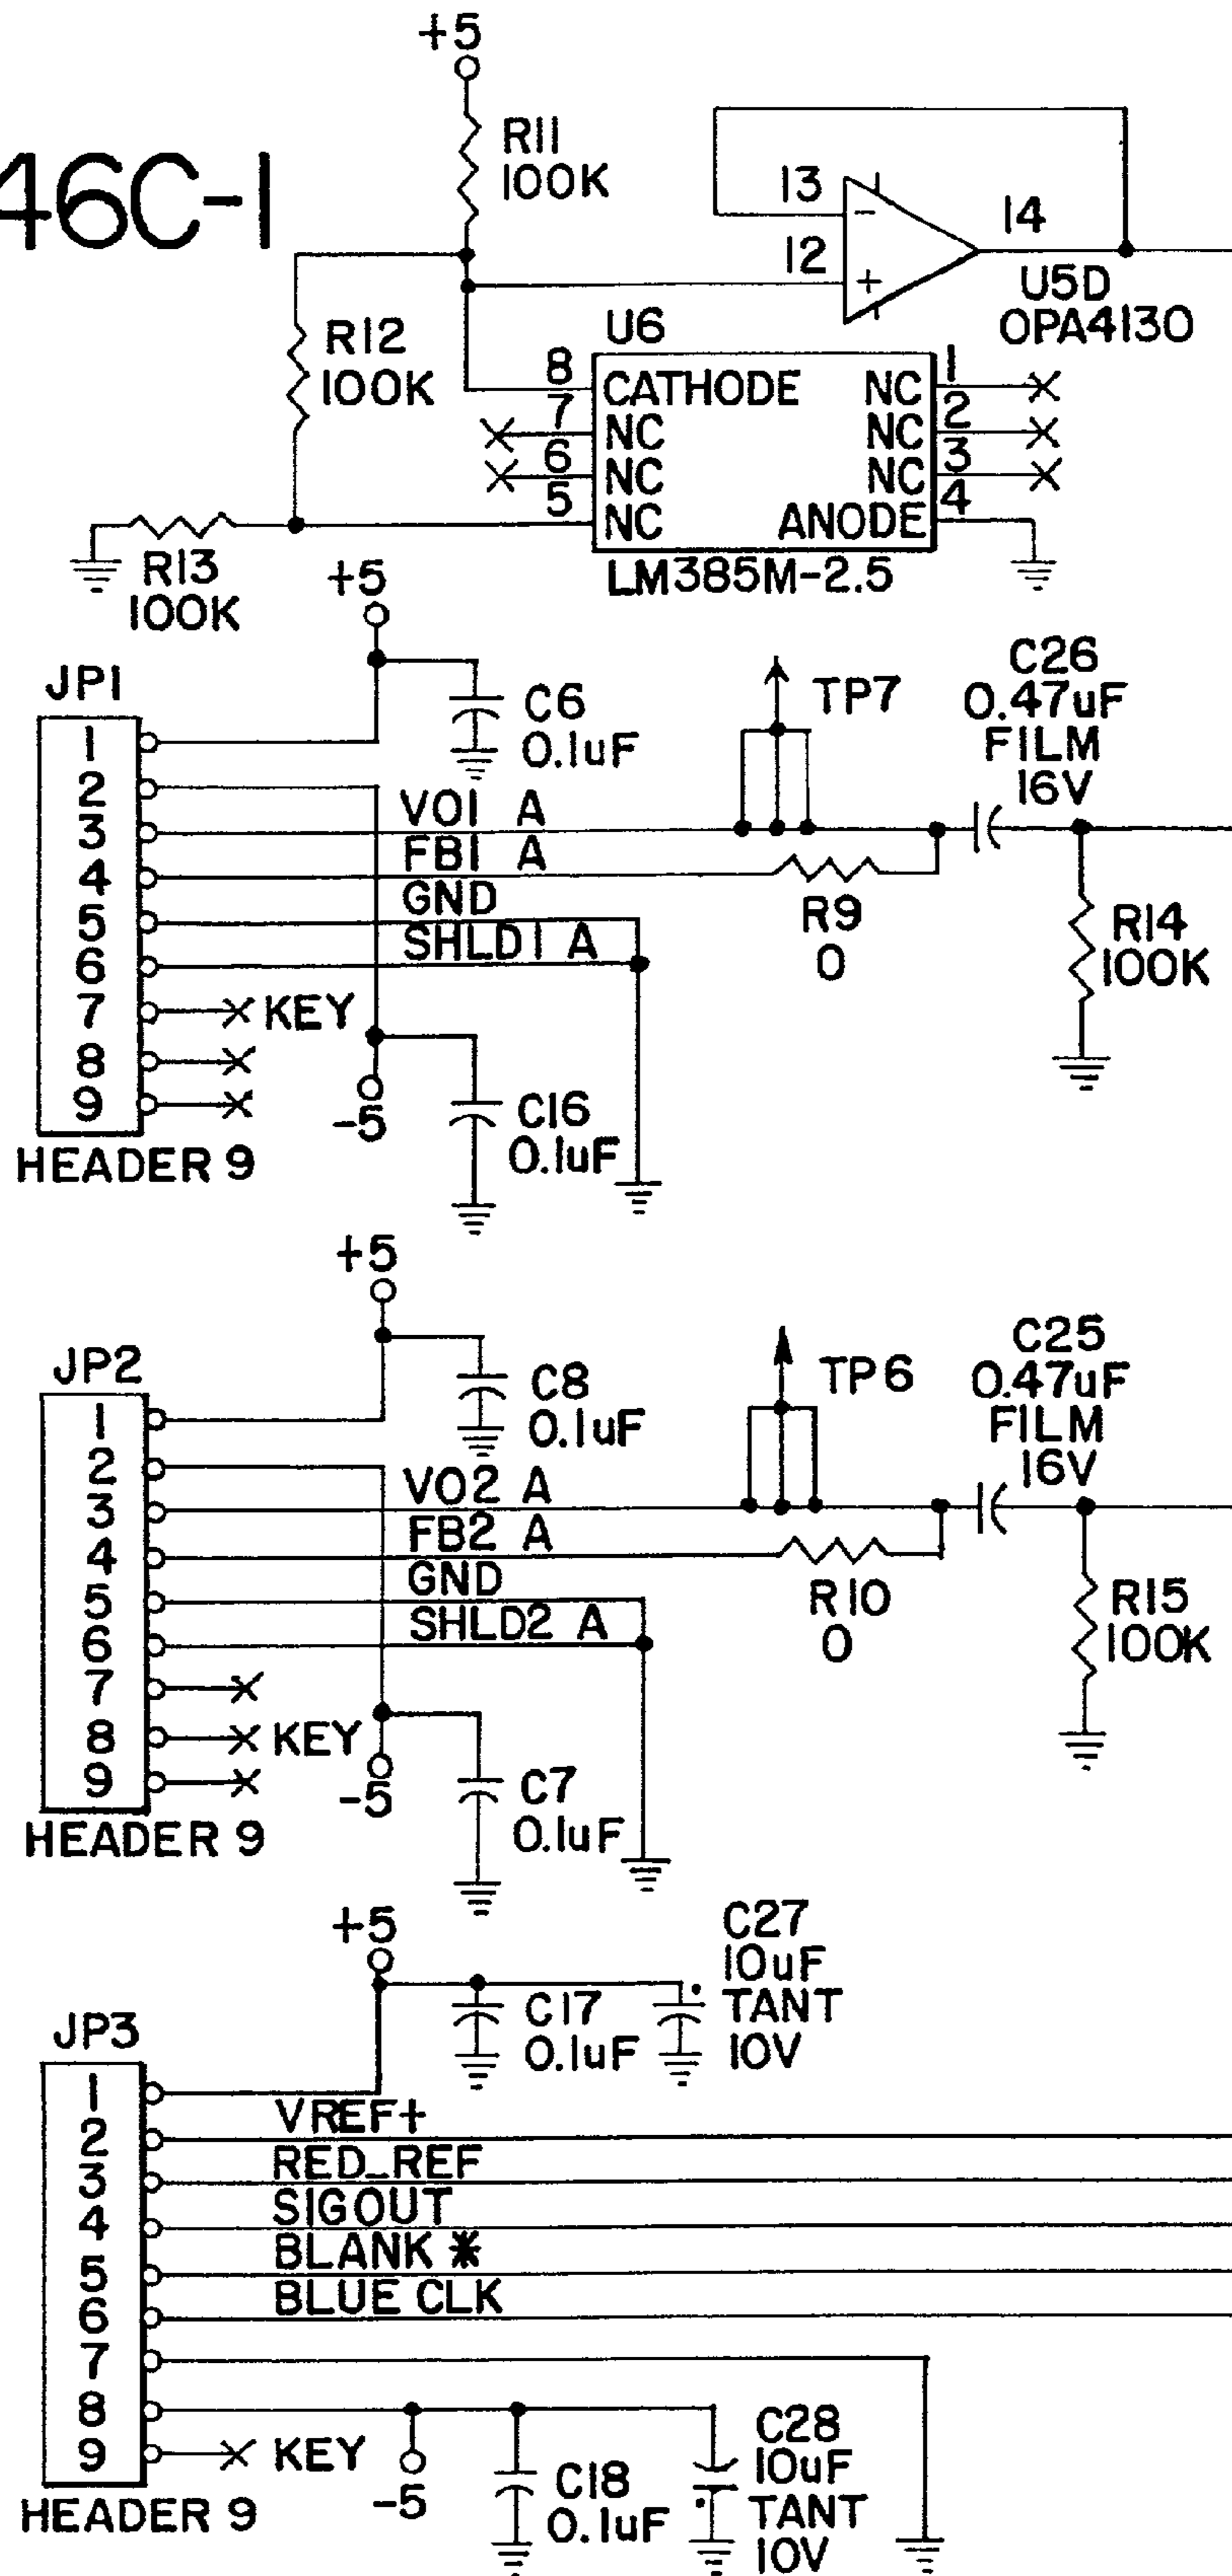 +5
46C-1
R11
100K
13
-
12
+
14
U5D
OPA4130
R12
100K
U6
8 CATHODE NC 1
7 NC NC 2
6 NC NC 3
5 NC ANODE 4
LM385M-2.5
R13
100K
+5
JP1
C6
0.1uF
TP7
C26
0.47uF
FILM
16V
1
2
3 VO1 A
4 FB1 A
5 GND
6 SHLD1 A
7 KEY
8
9
HEADER 9
R9
0
R14
100K
-5
C16
0.1uF
+5
JP2
C8
0.1uF
TP6
C25
0.47uF
FILM
16V
1
2
3 VO2 A
4 FB2 A
5 GND
6 SHLD2 A
7
8 KEY
9
HEADER 9
R10
0
R15
100K
-5
C7
0.1uF
+5
JP3
C17
0.1uF
C27
10uF
TANT
10V
1
2 VREF+
3 RED_REF
4 SIGOUT
5 BLANK *
6 BLUE CLK
7
8
9 KEY
HEADER 9
-5
C18
0.1uF
C28
10uF
TANT
10V